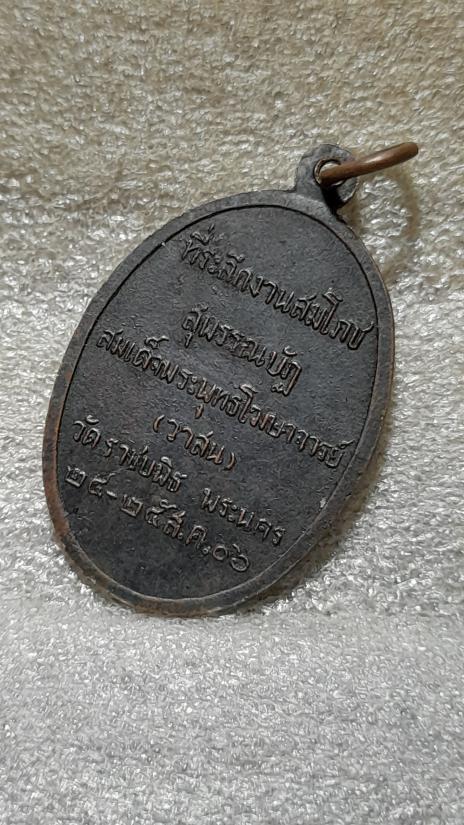 ที่ระลึกงานสมโภช
สุพรรณบัฏ
สมเด็จพระพุทธโฆษาจารย์
(วาสน)
วัดราชบพิธ พระนคร
๒๔-๒๕ ส.ค. ๐๖